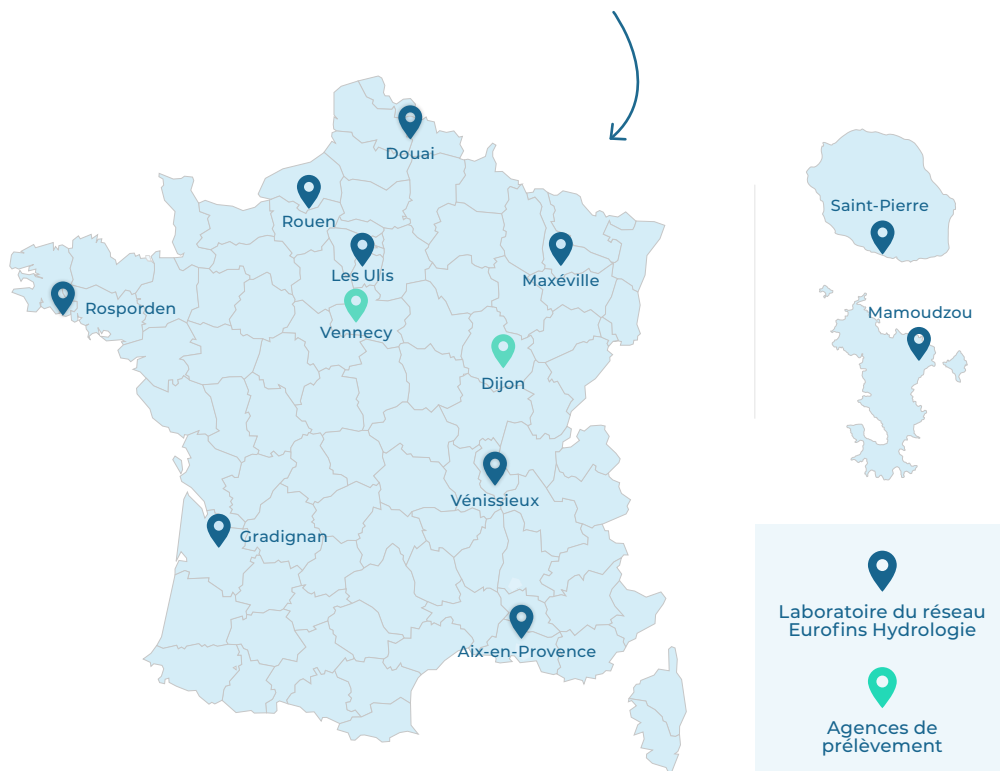 Douai
Saint-Pierre
Rouen
Les Ulis
Maxéville
Rosporden
Mamoudzou
Vennecy
Dijon
Vénissieux
Gradignan
Laboratoire du réseau
Eurofins Hydrologie
Aix-en-Provence
Agences de
prélèvement